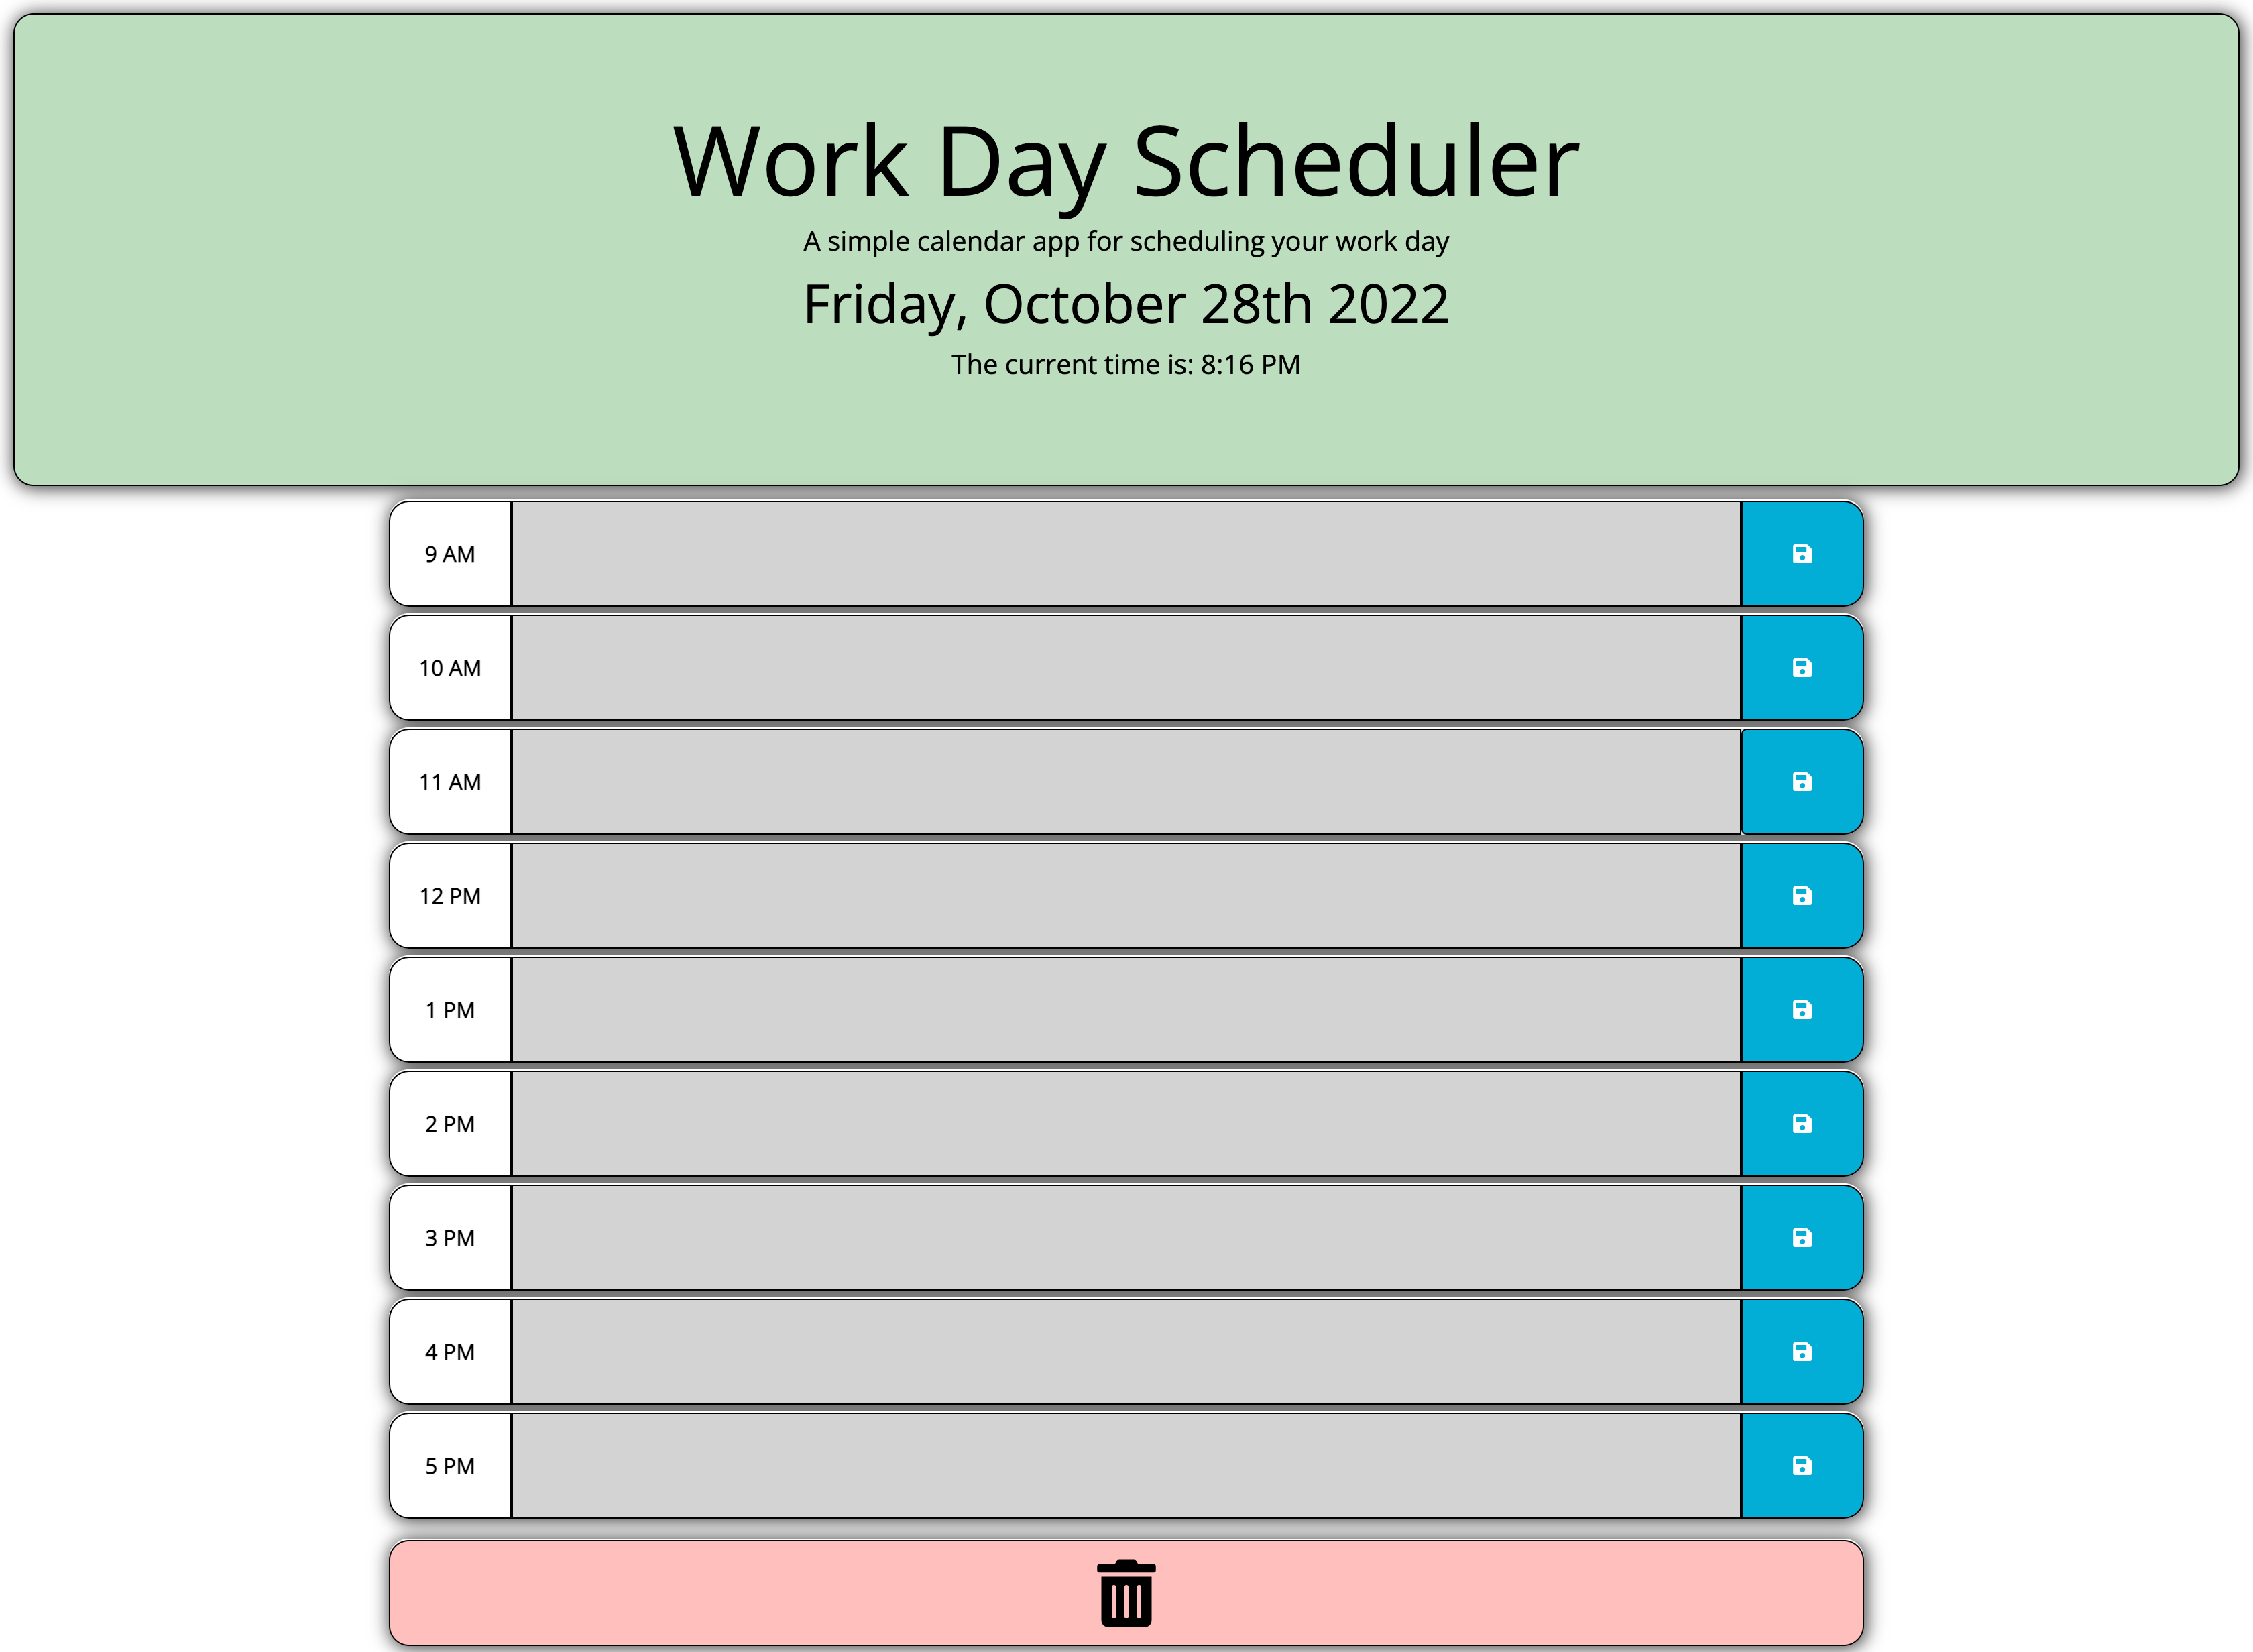 Work Day Scheduler
A simple calendar app for scheduling your work day
Friday, October 28th 2022
The current time is: 8:16 PM
9 AM
10 AM
11 AM
12 PM
1 PM
2 PM
3 PM
4 PM
5 PM